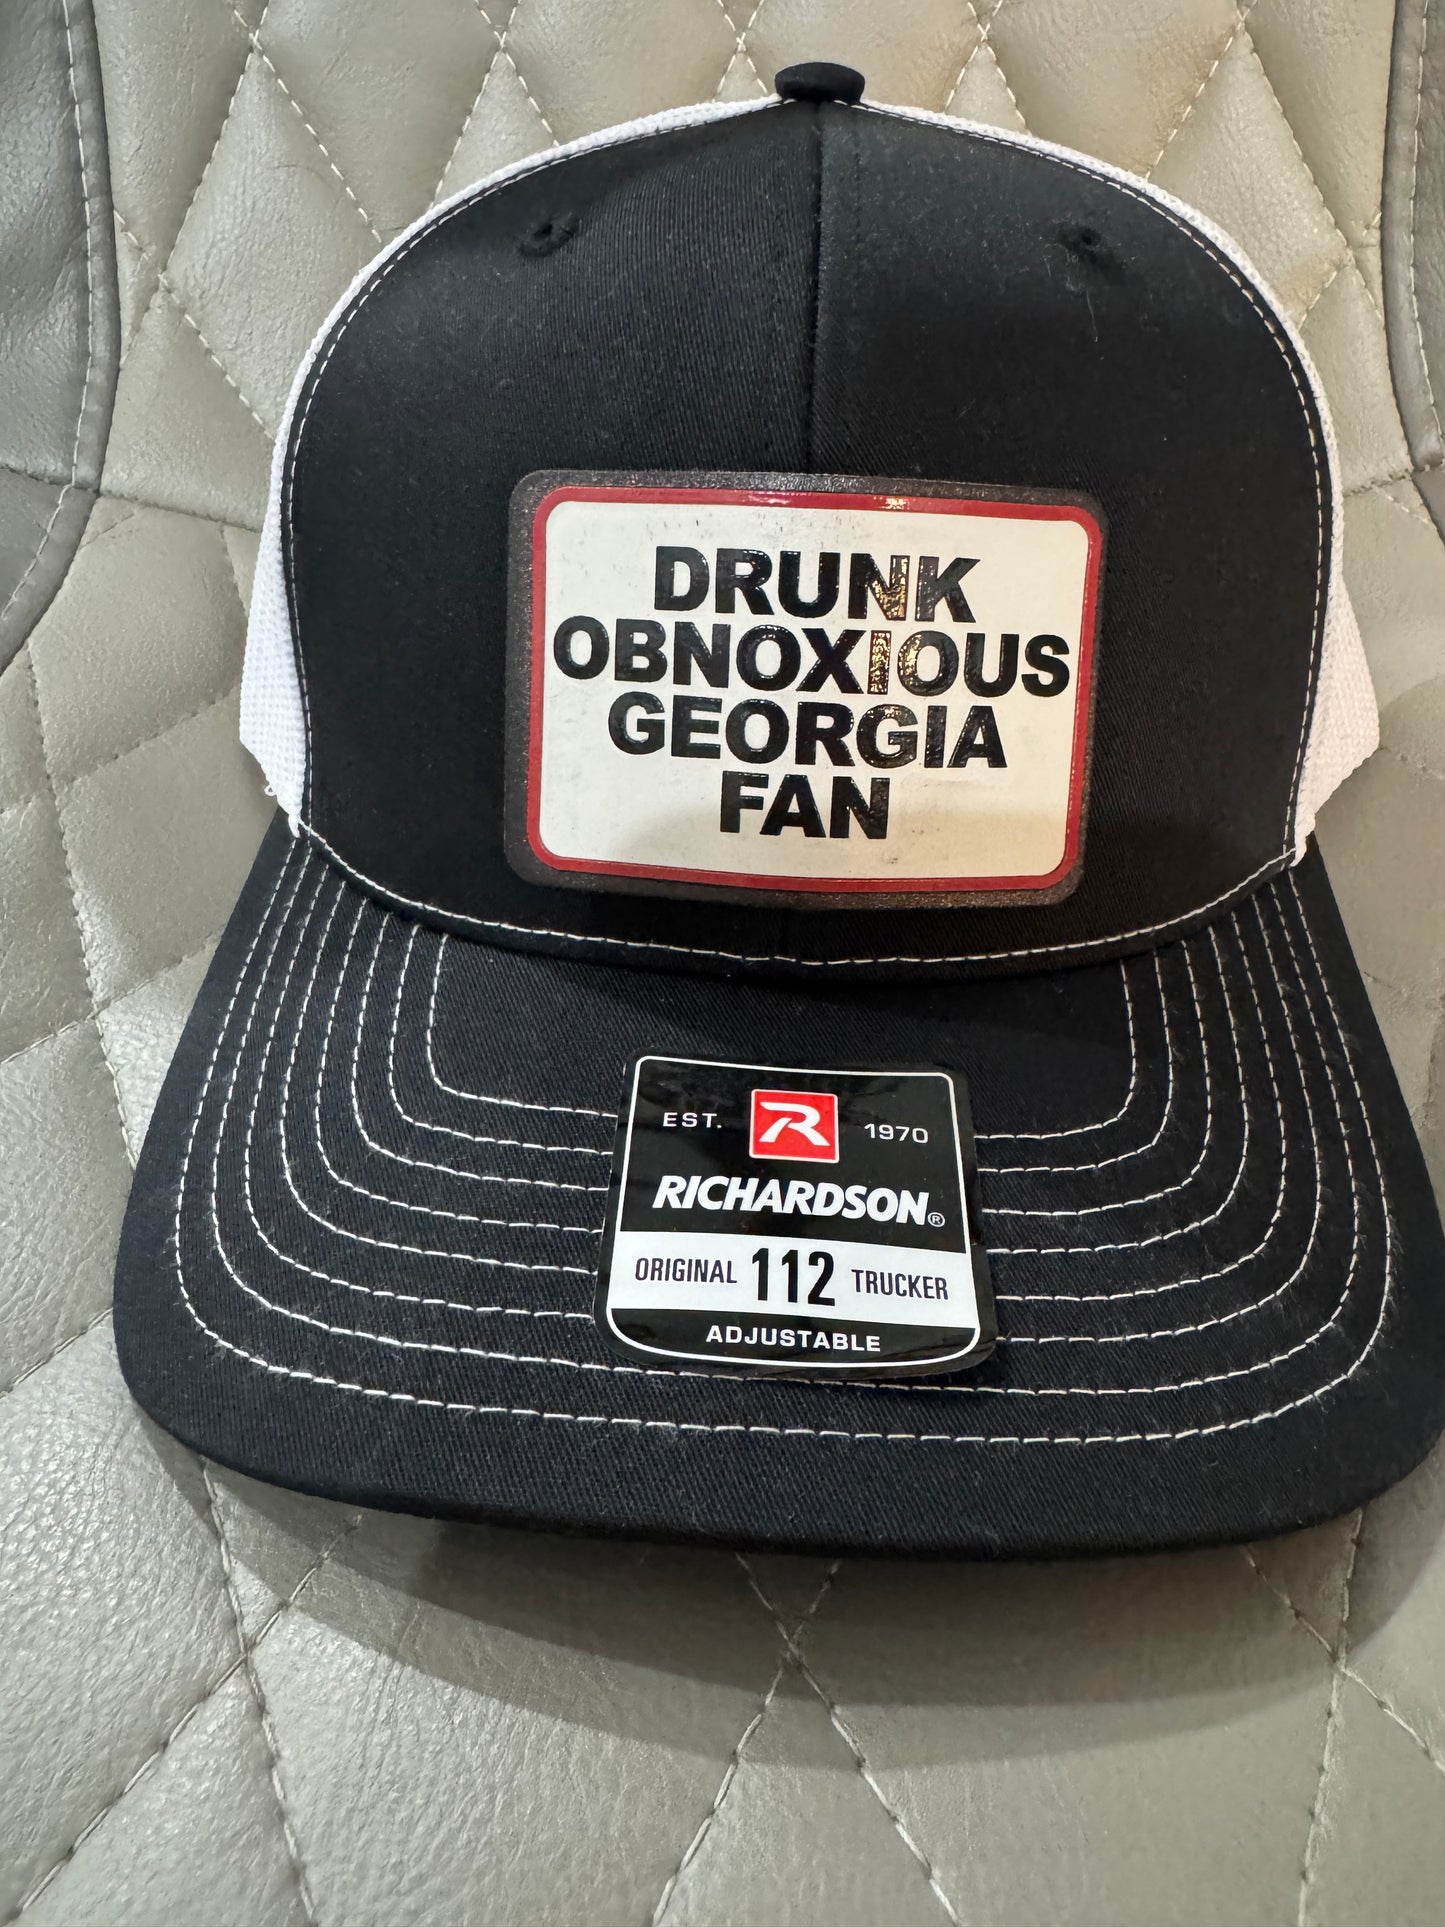 DRUNK
OBNOXIOUS
GEORGIA
FAN
EST. R 1970
RICHARDSON®
ORIGINAL 112 TRUCKER
ADJUSTABLE